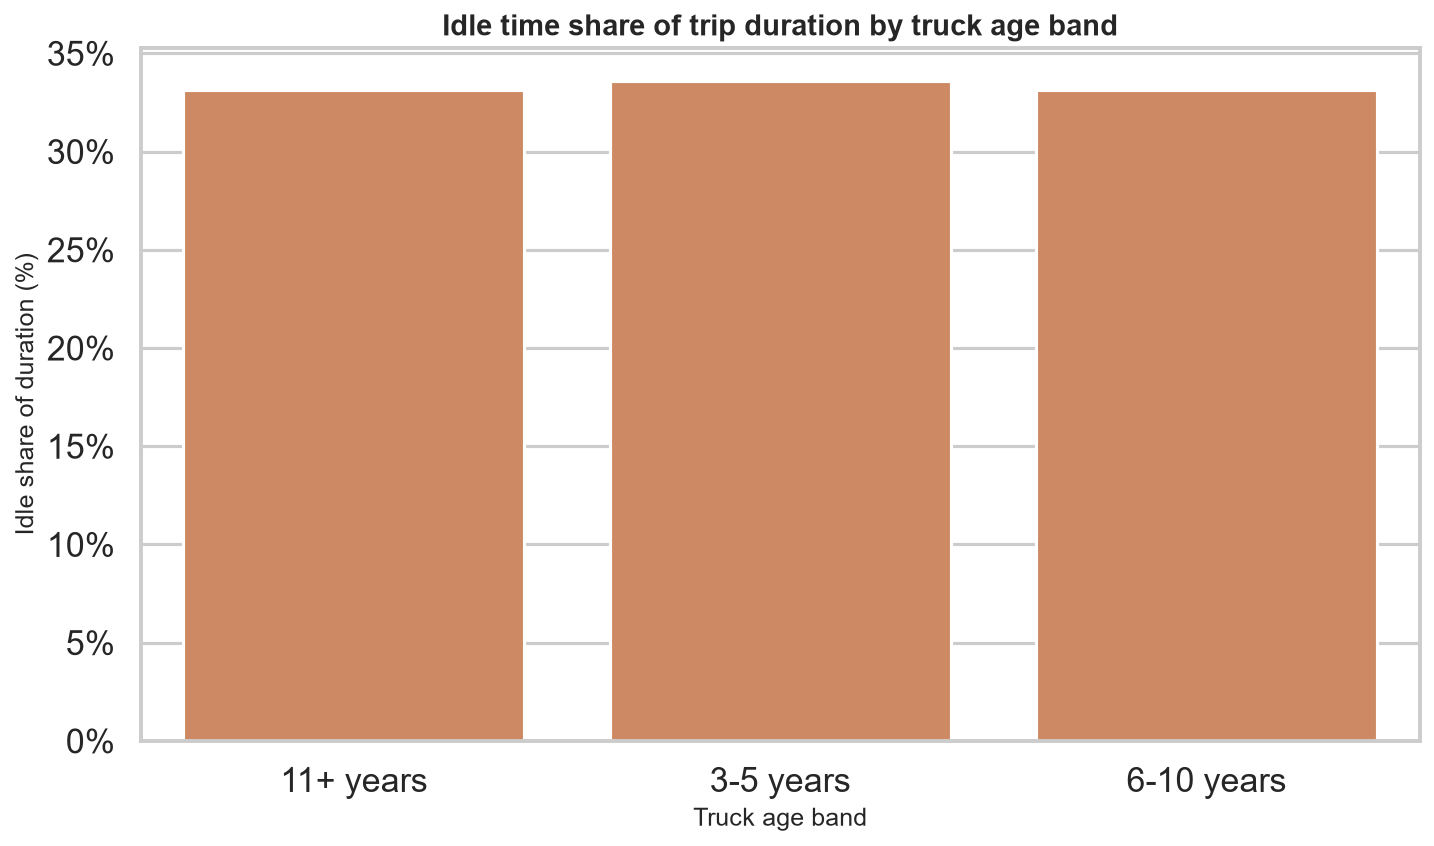 Idle time share of trip duration by truck age band
35%
30%
25%
20%
15%
10%
5%
0%
Idle share of duration (%)
11+ years
3-5 years
6-10 years
Truck age band